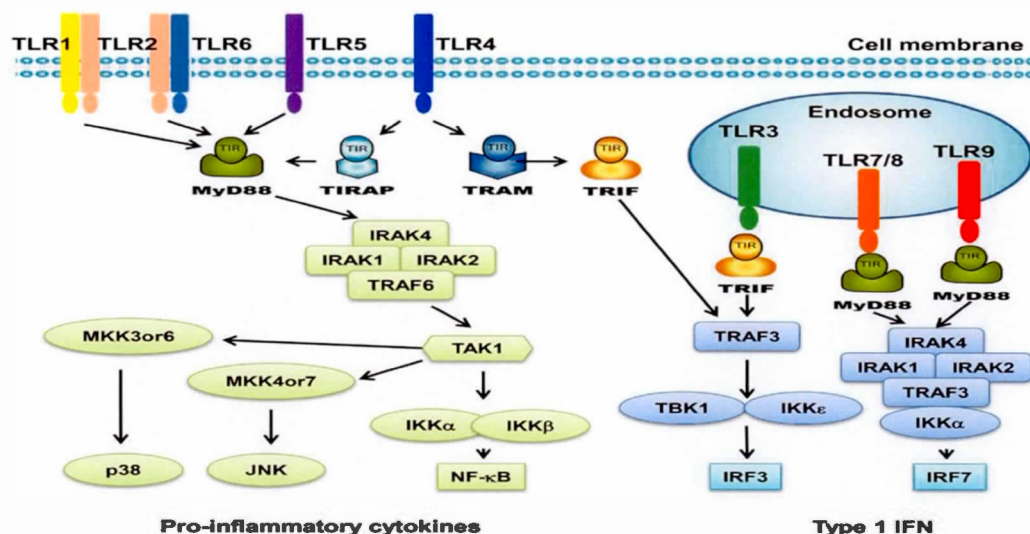 TLR1 TLR2 TLR6 TLR5 TLR4
Cell membrane
Endosome
TLR3
TLR7/8
TLR9
TIR
MyD88
TIR
TIRAP
TIR
TRAM
TIR
TRIF
TIR
TRIF
TIR
MyD88
TIR
MyD88
IRAK4
IRAK1 IRAK2
TRAF6
MKK3or6
TAK1
MKK4or7
IKKα IKKβ
p38
JNK
NF-κB
TRAF3
TBK1 IKKε
IRF3
IRAK4
IRAK1 IRAK2
TRAF3
IKKα
IRF7
Pro-inflammatory cytokines
Type 1 IFN